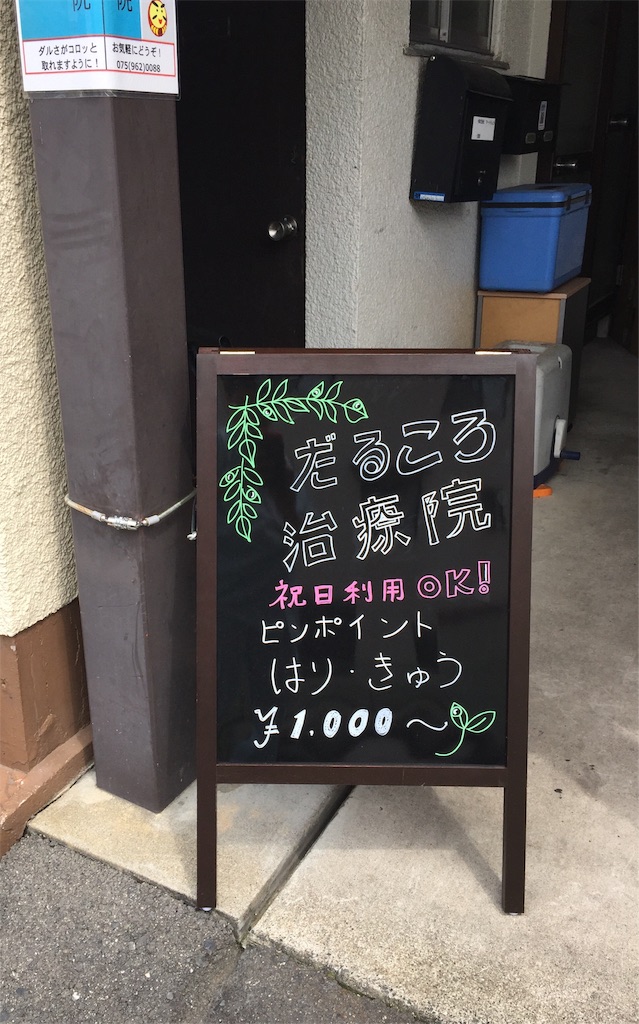 院 院
ダルさがコロッと
取れますように！
お気軽にどうぞ！
075(962)0088
だるころ
治療院
祝日利用OK!
ピンポイント
はり・きゅう
¥1.000～